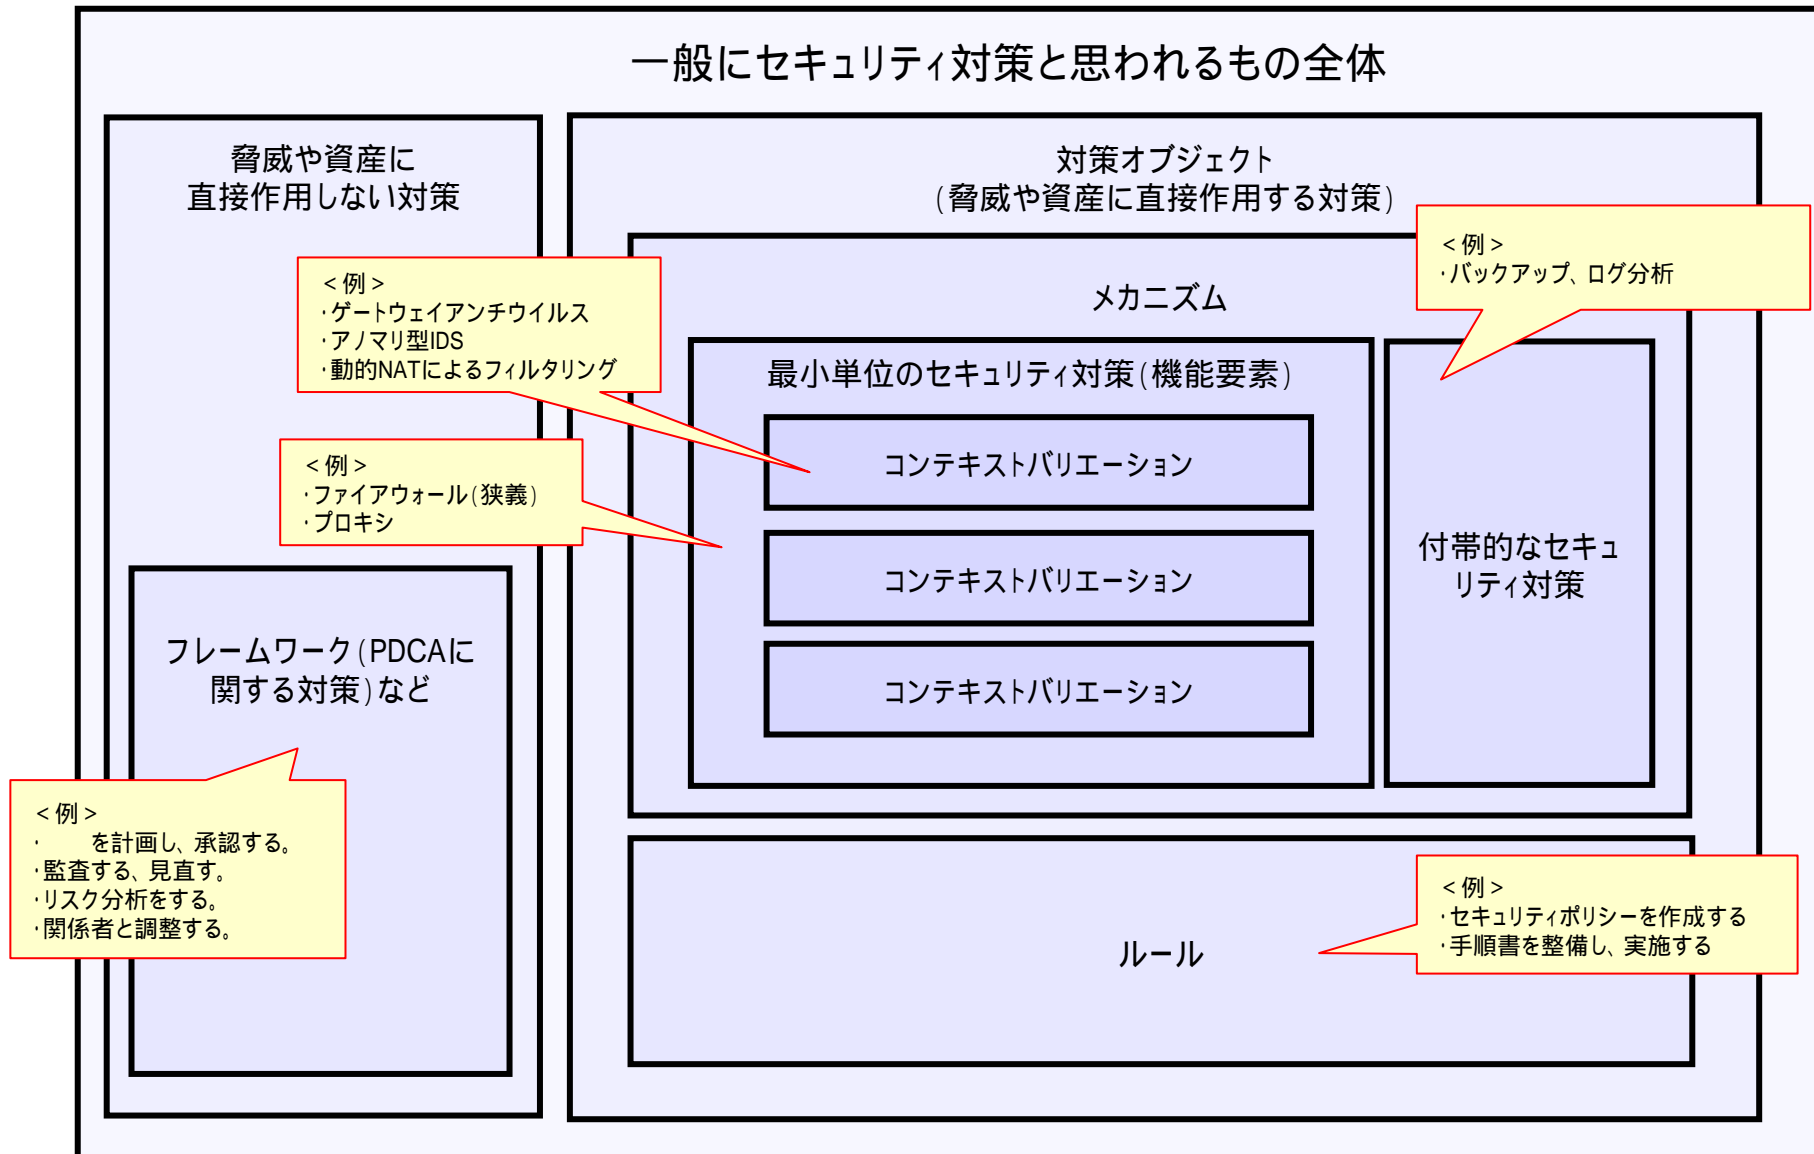 一般にセキュリティ対策と思われるもの全体
脅威や資産に
直接作用しない対策
対策オブジェクト
(脅威や資産に直接作用する対策)
<例>
・バックアップ、ログ分析
<例>
・ゲートウェイアンチウイルス
・アノマリ型IDS
・動的NATによるフィルタリング
メカニズム
最小単位のセキュリティ対策(機能要素)
コンテキストバリエーション
<例>
・ファイアウォール(狭義)
・プロキシ
コンテキストバリエーション
付帯的なセキュ
リティ対策
コンテキストバリエーション
フレームワーク(PDCAに
関する対策)など
<例>
・　　を計画し、承認する。
・監査する、見直す。
・リスク分析をする。
・関係者と調整する。
ルール
<例>
・セキュリティポリシーを作成する
・手順書を整備し、実施する